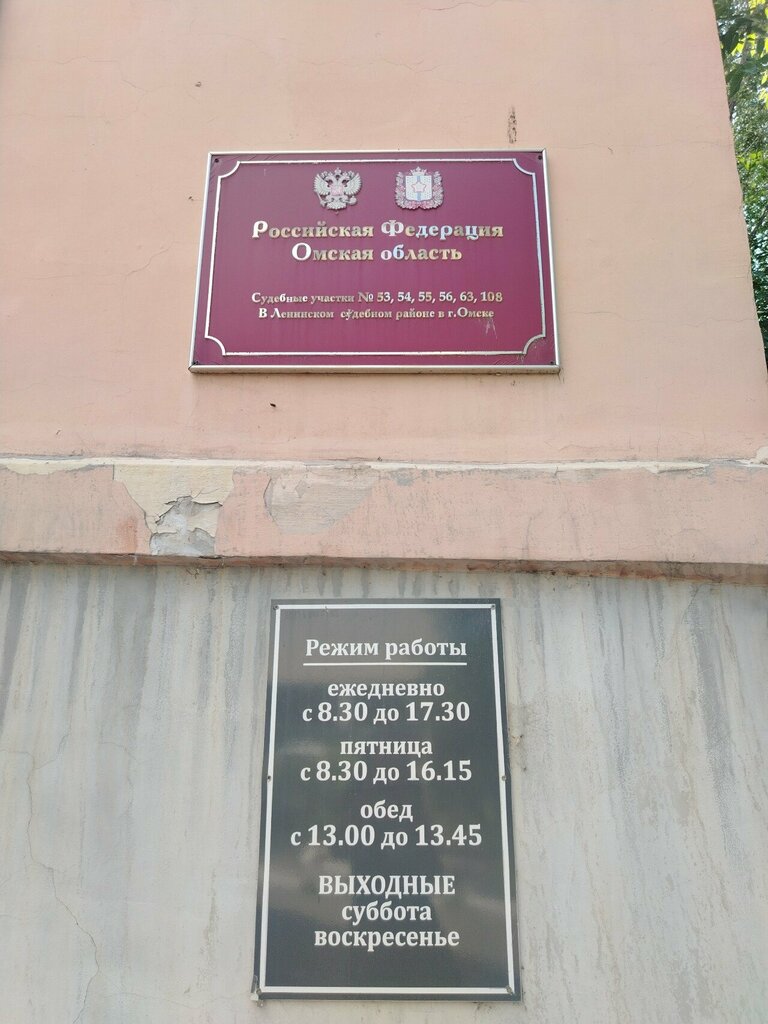 Российская Федерация
Омская область
Судебные участки № 53, 54, 55, 56, 63, 108
В Ленинском судебном районе в г.Омске
Режим работы
ежедневно
с 8.30 до 17.30
пятница
с 8.30 до 16.15
обед
с 13.00 до 13.45
ВЫХОДНЫЕ
суббота
воскресенье